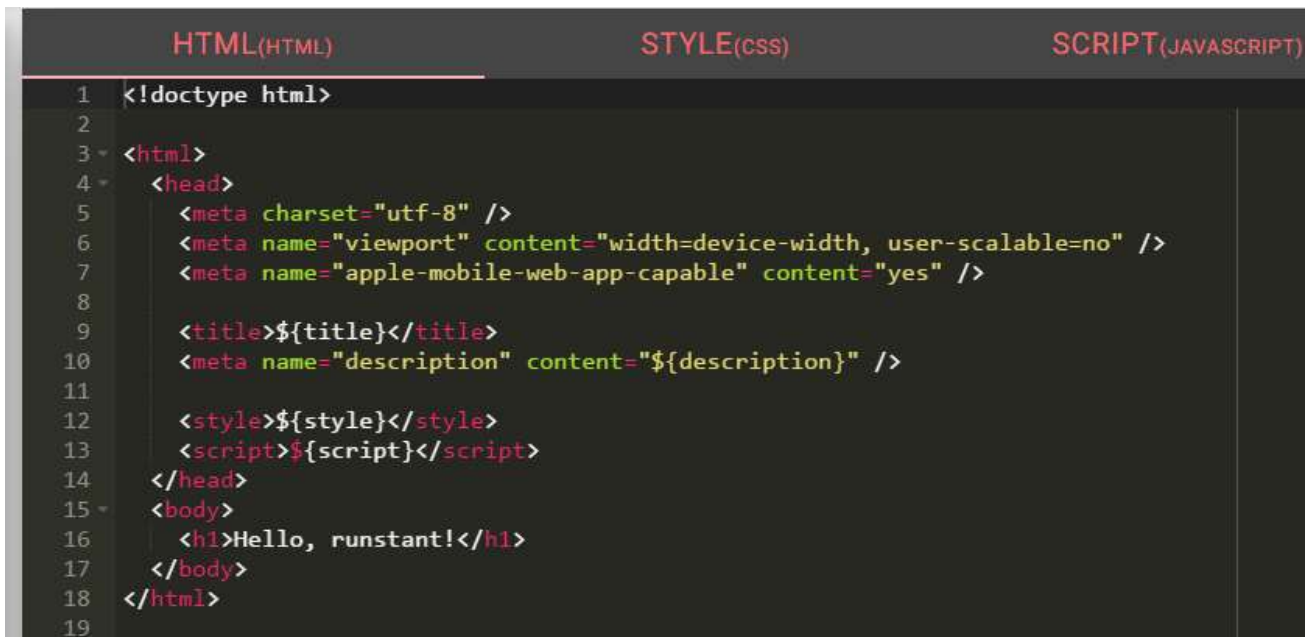 HTML(HTML) STYLE(CSS) SCRIPT(JAVASCRIPT)
1 <!doctype html>
2
3 <html>
4   <head>
5     <meta charset="utf-8" />
6     <meta name="viewport" content="width=device-width, user-scalable=no" />
7     <meta name="apple-mobile-web-app-capable" content="yes" />
8
9     <title>${title}</title>
10     <meta name="description" content="${description}" />
11
12     <style>${style}</style>
13     <script>${script}</script>
14   </head>
15   <body>
16     <h1>Hello, runstant!</h1>
17   </body>
18 </html>
19